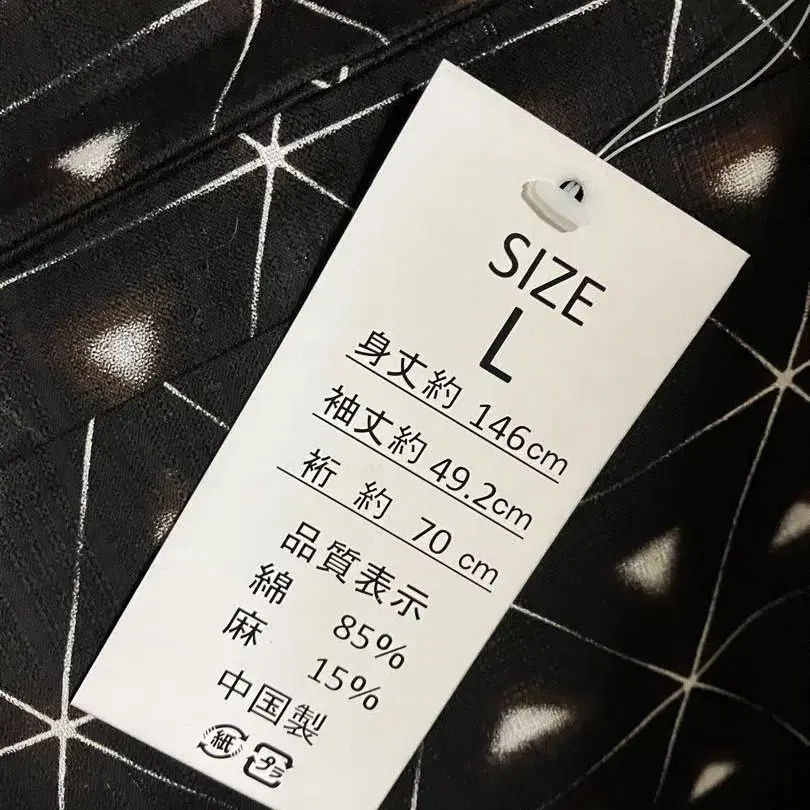 SIZE
L
身丈約 146cm
袖丈約 49.2cm
裄 約 70 cm
品質表示
綿 85%
麻 15%
中国製
紙 プラ